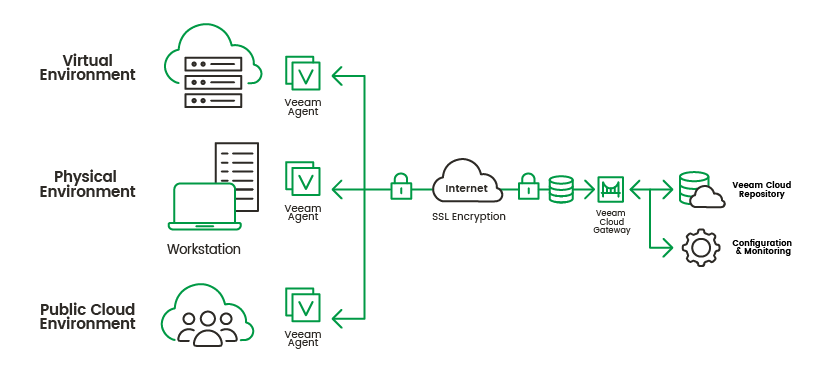 Virtual
Environment
Veeam
Agent
Physical
Environment
Workstation
Veeam
Agent
Internet
SSL Encryption
Veeam
Cloud
Gateway
Veeam Cloud
Repository
Configuration
& Monitoring
Public Cloud
Environment
Veeam
Agent